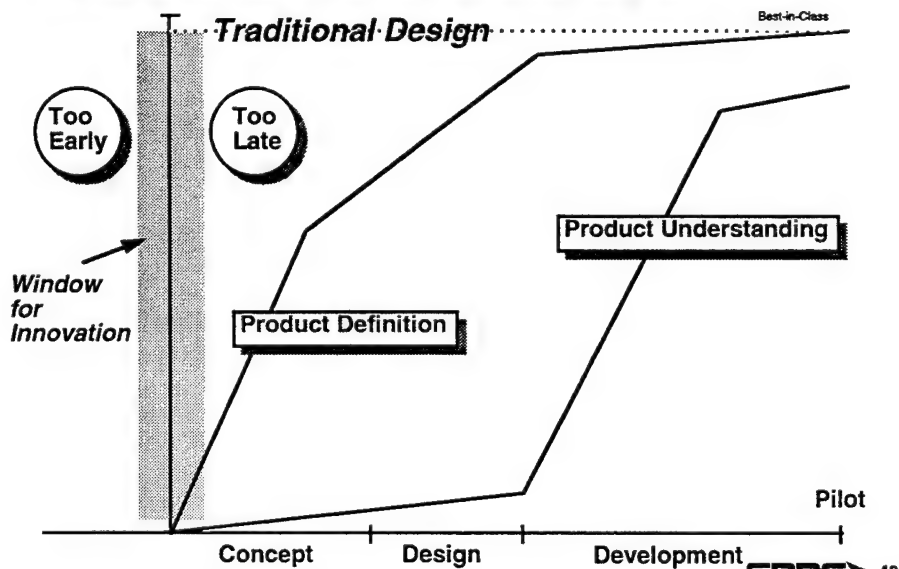 Traditional Design
Best-in-Class
Too
Early
Too
Late
Product Understanding
Window
for
Innovation
Product Definition
Pilot
Concept
Design
Development